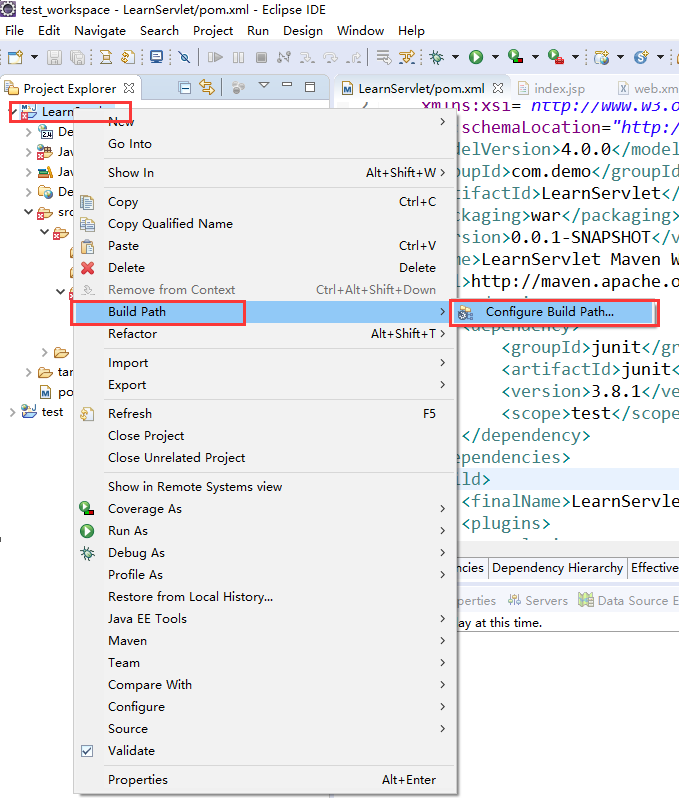 test_workspace - LearnServlet/pom.xml - Eclipse IDE
File Edit Navigate Search Project Run Design Window Help
Project Explorer
LearnServlet/pom.xml
index.jsp
web.xm
Learn
De
Jav
Java
De
src
tar
po
test
New
Go Into
Show In Alt+Shift+W
Copy Ctrl+C
Copy Qualified Name
Paste Ctrl+V
Delete Delete
Remove from Context Ctrl+Alt+Shift+Down
Build Path
Configure Build Path...
Refactor Alt+Shift+T
Import
Export
Refresh F5
Close Project
Close Unrelated Project
Show in Remote Systems view
Coverage As
Run As
Debug As
Profile As
Restore from Local History...
Java EE Tools
Maven
Team
Compare With
Configure
Source
Validate
Properties Alt+Enter
xmlns:xsi="http://www.w3.o
schemaLocation="http:/
delVersion>4.0.0</model
oupId>com.demo</groupId
tifactId>LearnServlet</
ckaging>war</packaging>
rsion>0.0.1-SNAPSHOT</v
me>LearnServlet Maven W
l>http://maven.apache.o
<dependency>
<groupId>junit</gr
<artifactId>junit<
<version>3.8.1</ve
<scope>test</scope
</dependency>
ependencies>
ild>
<finalName>LearnServle
<plugins>
ncies Dependency Hierarchy Effective
perties Servers Data Source E
ay at this time.